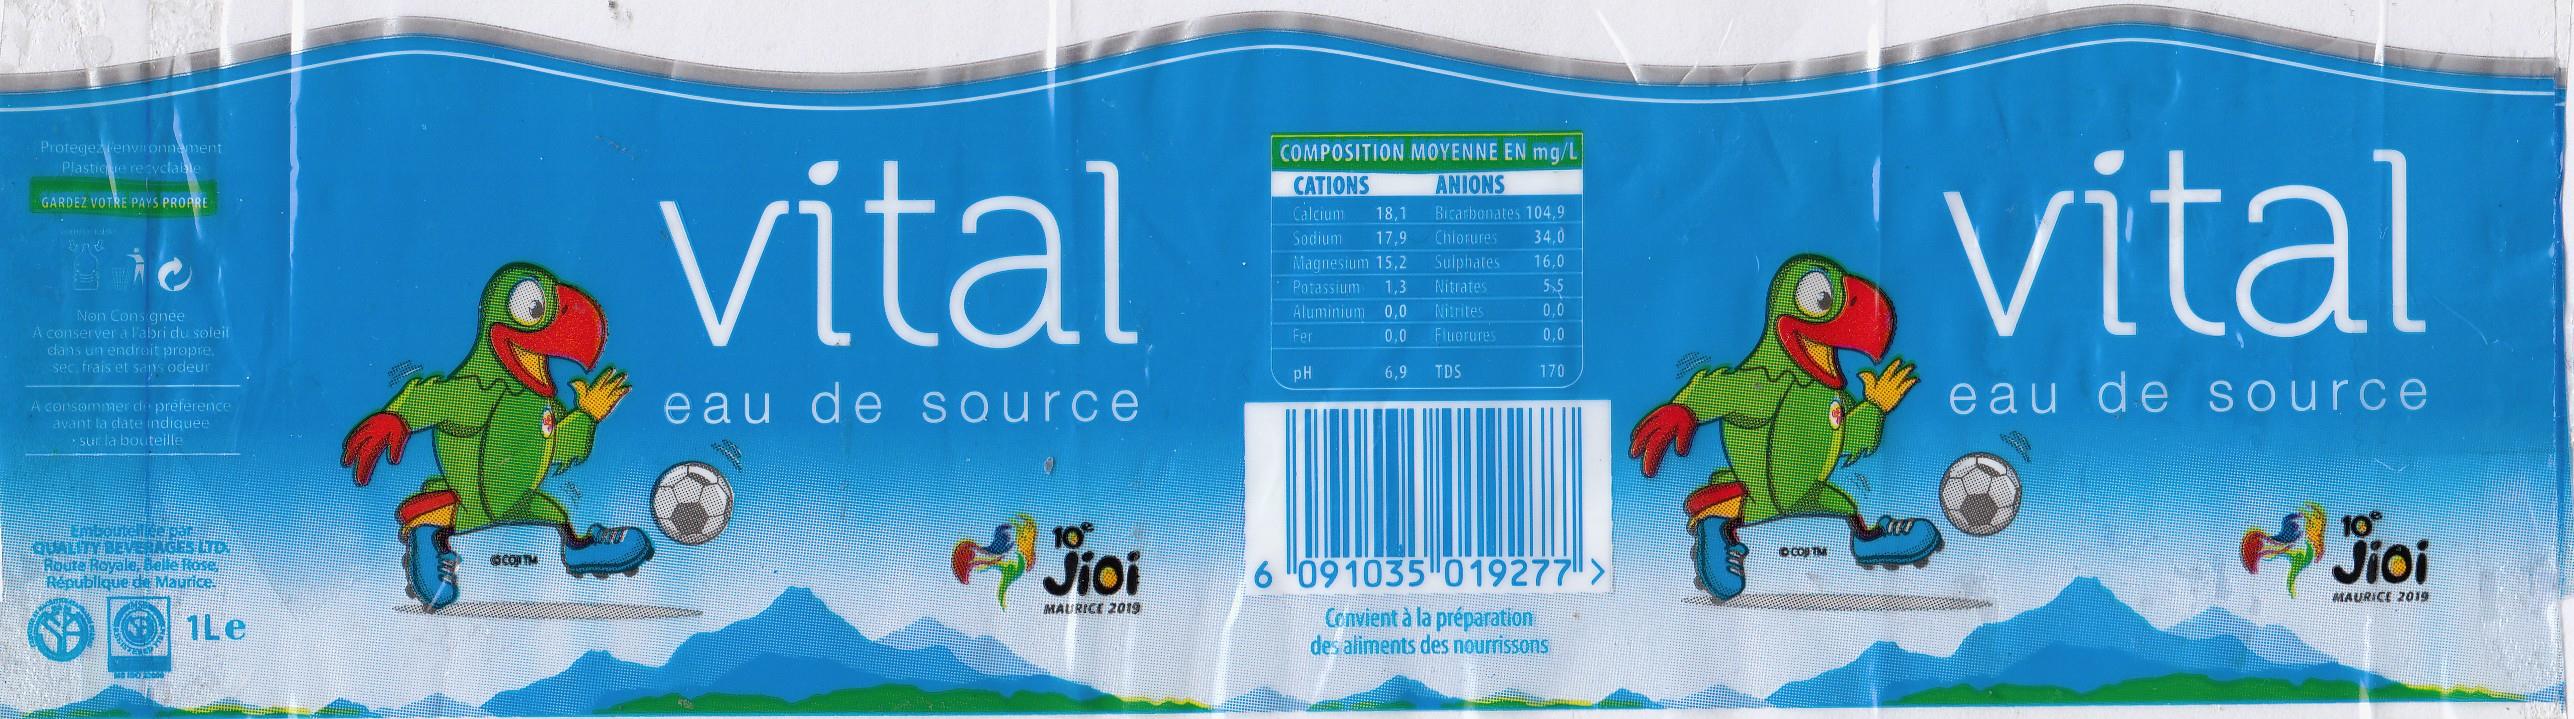 Protegez l'environnement
Plastique recyclable
GARDEZ VOTRE PAYS PROPRE
Non Consignée
A conserver à l'abri du soleil
dans un endroit propre,
sec, frais et sans odeur
A consommer de préférence
avant la date indiquée
sur la bouteille
Embouteillée par
QUALITY BEVERAGES LTD.
Route Royale, Belle Rose,
République de Maurice.
1L e
vital
eau de source
© COJI TM
10e
Jioi
MAURICE 2019
COMPOSITION MOYENNE EN mg/L
CATIONS ANIONS
Calcium 18,1 Bicarbonates 104,9
Sodium 17,9 Chlorures 34,0
Magnesium 15,2 Sulphates 16,0
Potassium 1,3 Nitrates 5,5
Aluminium 0,0 Nitrites 0,0
Fer 0,0 Fluorures 0,0
pH 6,9 TDS 170
6 091035 019277 >
Convient à la préparation
des aliments des nourrissons
vital
eau de source
© COJI TM
10e
Jioi
MAURICE 2019